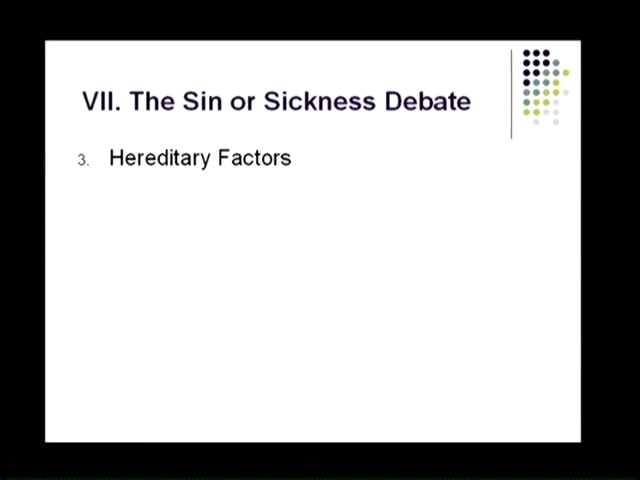 VII. The Sin or Sickness Debate
3. Hereditary Factors